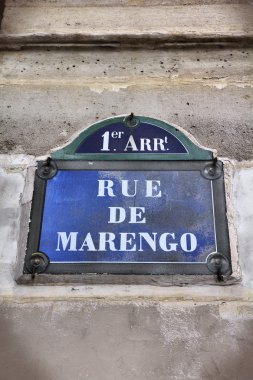 1er. ARRt.
RUE
DE
MARENGO